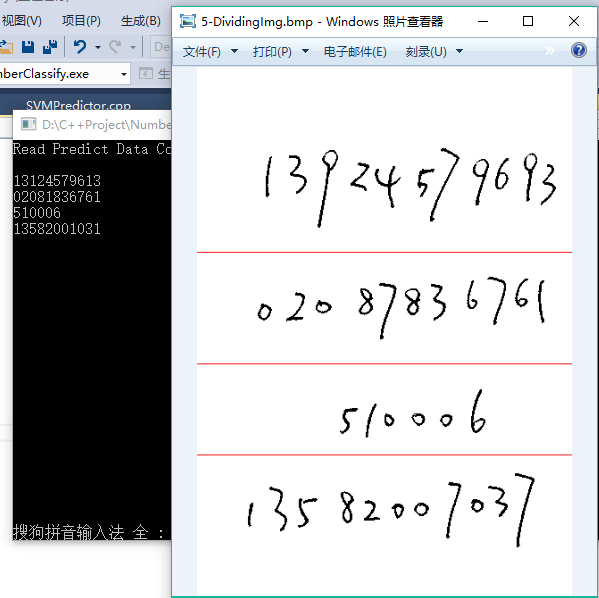 视图(V) 项目(P) 生成(B)
De
berClassify.exe 生
SVMPredictor.cpp
D:\C++Project\Numbe
Read Predict Data Co
13124579613
02081836761
510006
13582001031
搜狗拼音输入法 全 :
5-DividingImg.bmp - Windows 照片查看器
文件(F) 打印(P) 电子邮件(E) 刻录(U) »
13924579693
02087836761
510006
13582007037